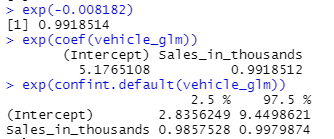 > exp(-0.008182)
[1] 0.9918514
> exp(coef(vehicle_glm))
(Intercept) Sales_in_thousands
5.1765108 0.9918512
> exp(confint.default(vehicle_glm))
2.5 % 97.5 %
(Intercept) 2.8356249 9.4498621
Sales_in_thousands 0.9857528 0.9979874